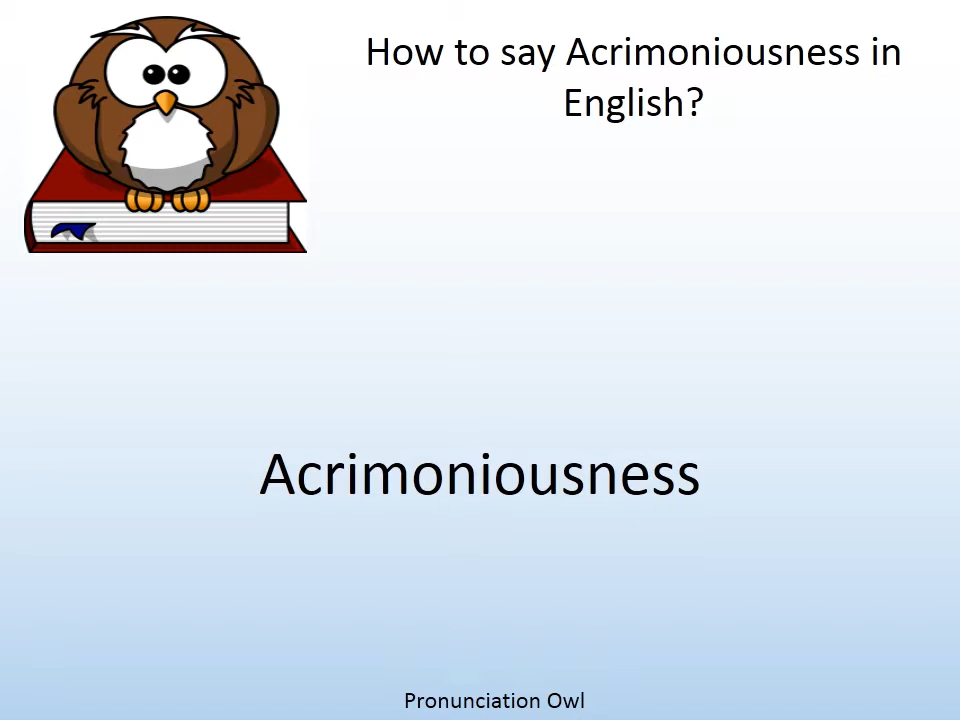 How to say Acrimoniousness in
English?
Acrimoniousness
Pronunciation Owl